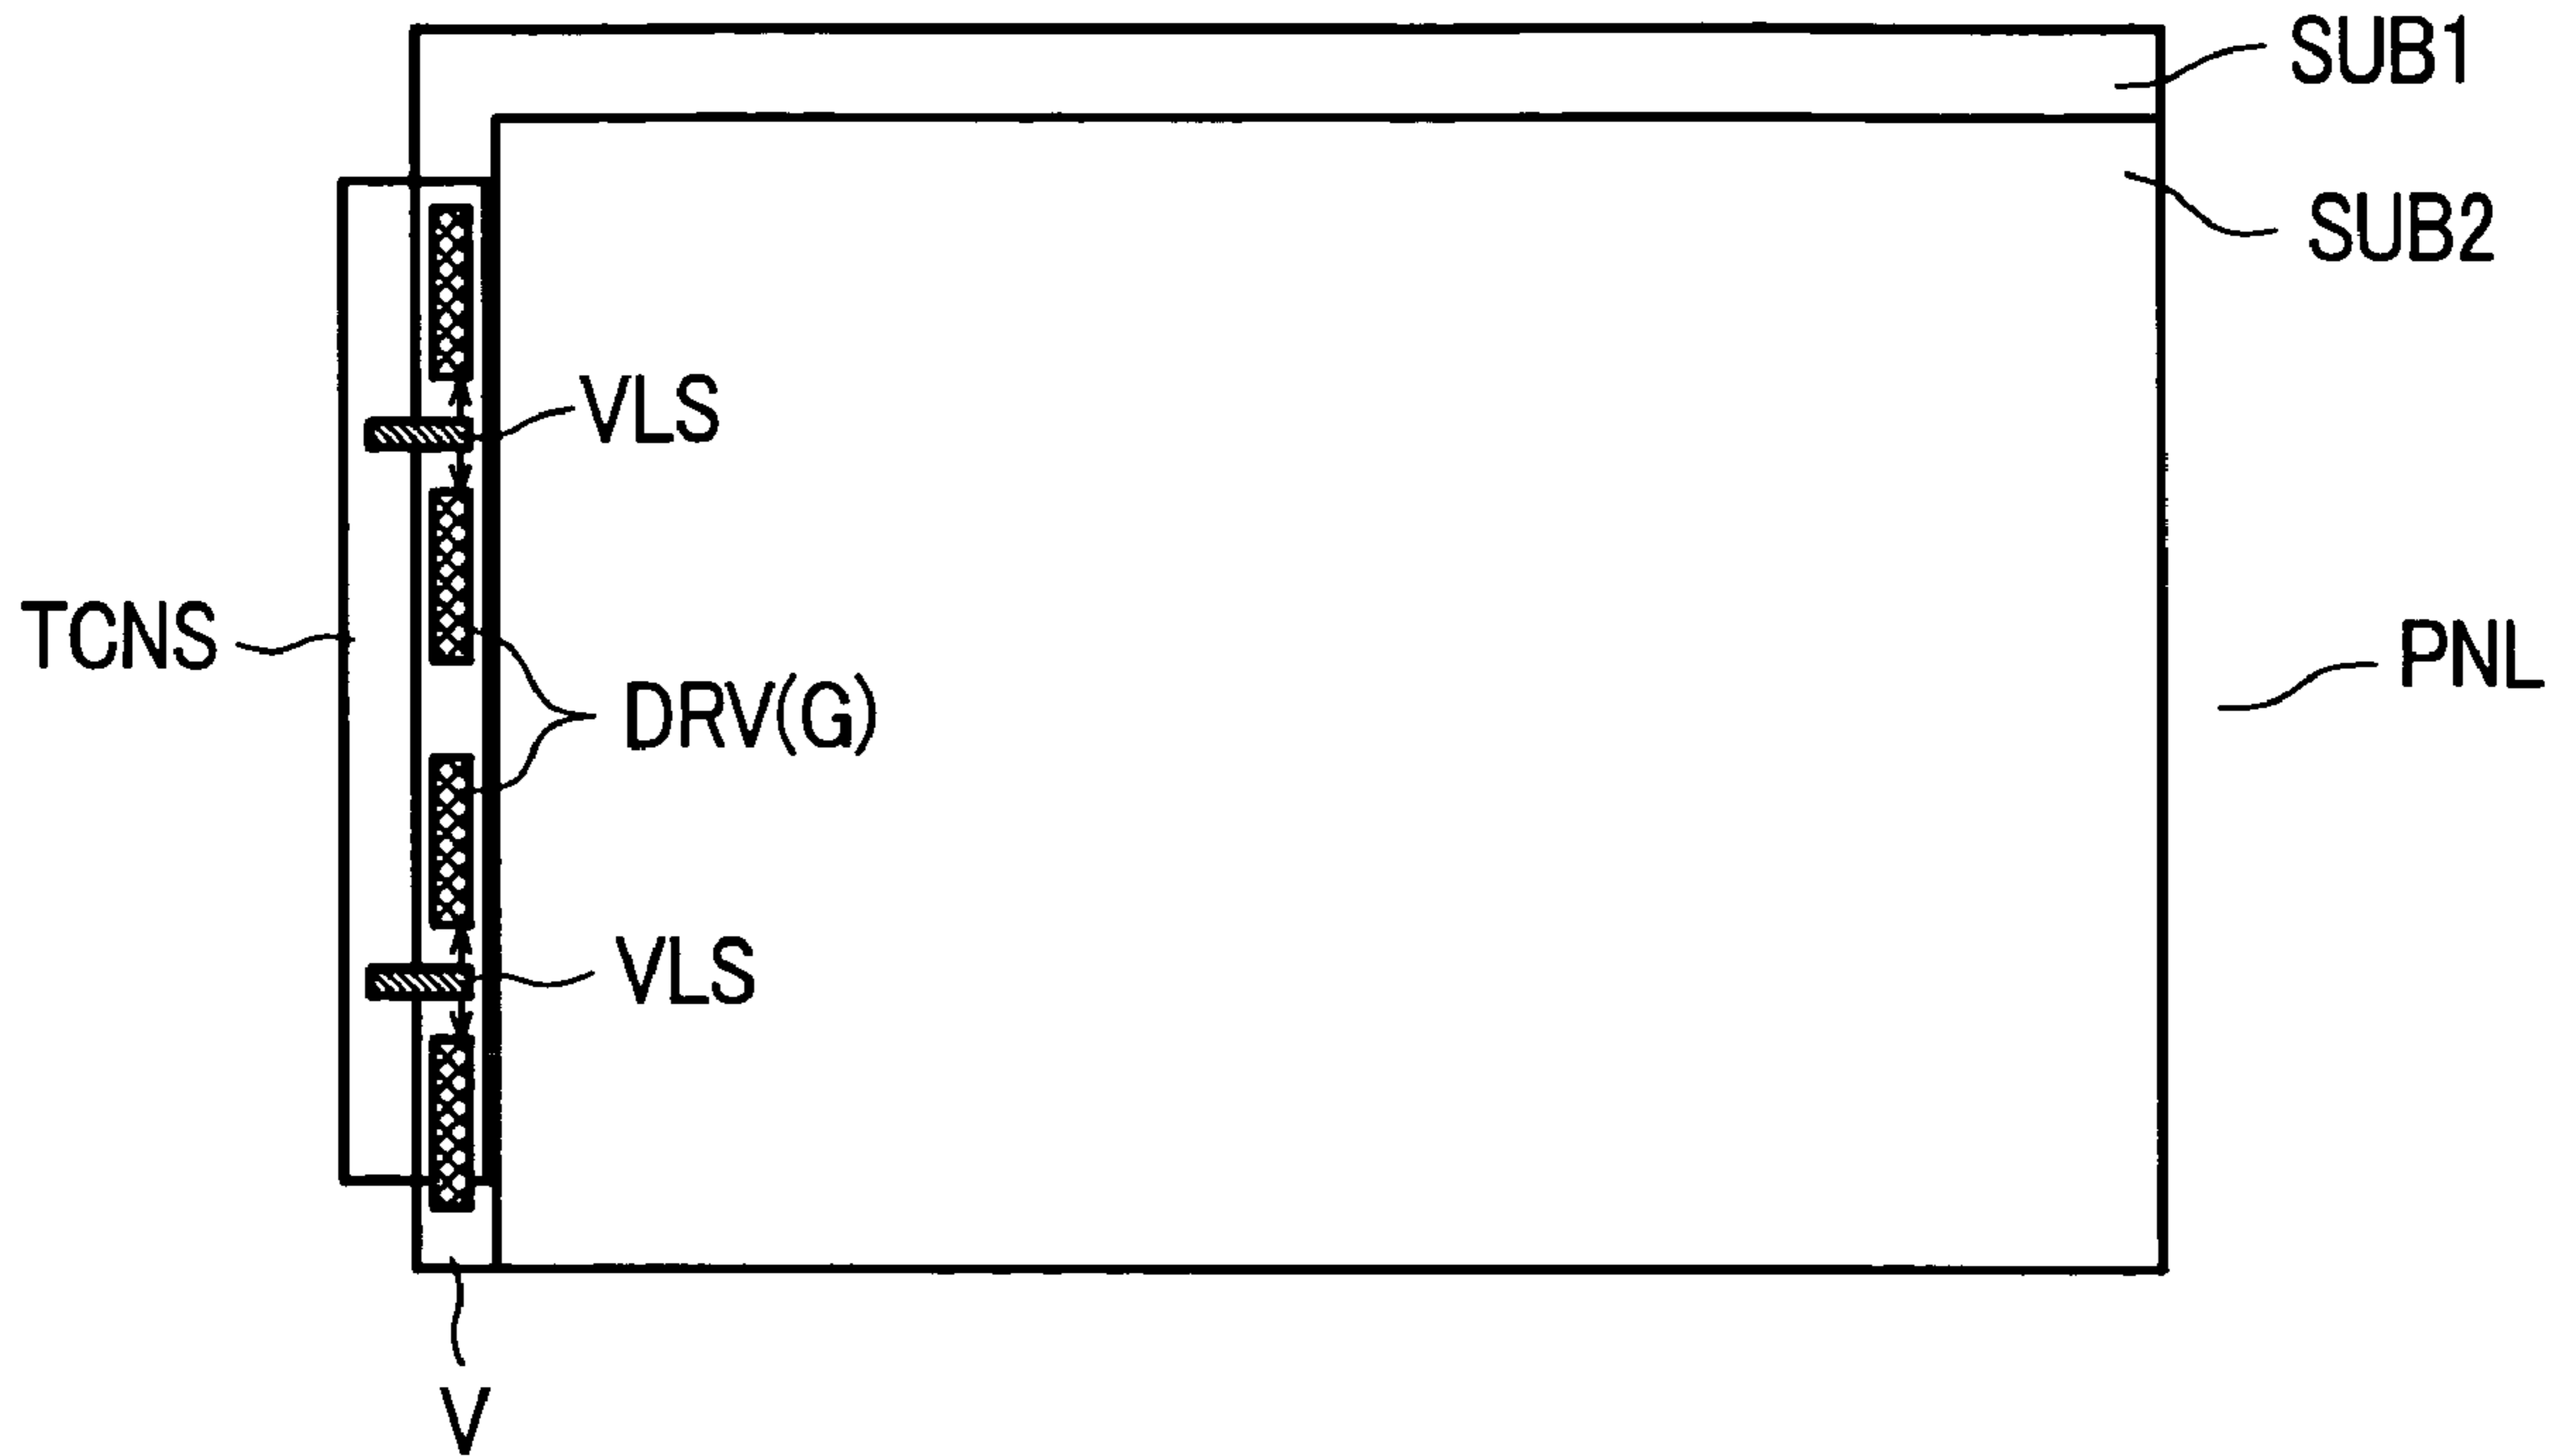 SUB1
SUB2
VLS
TCNS
PNL
DRV(G)
VLS
V